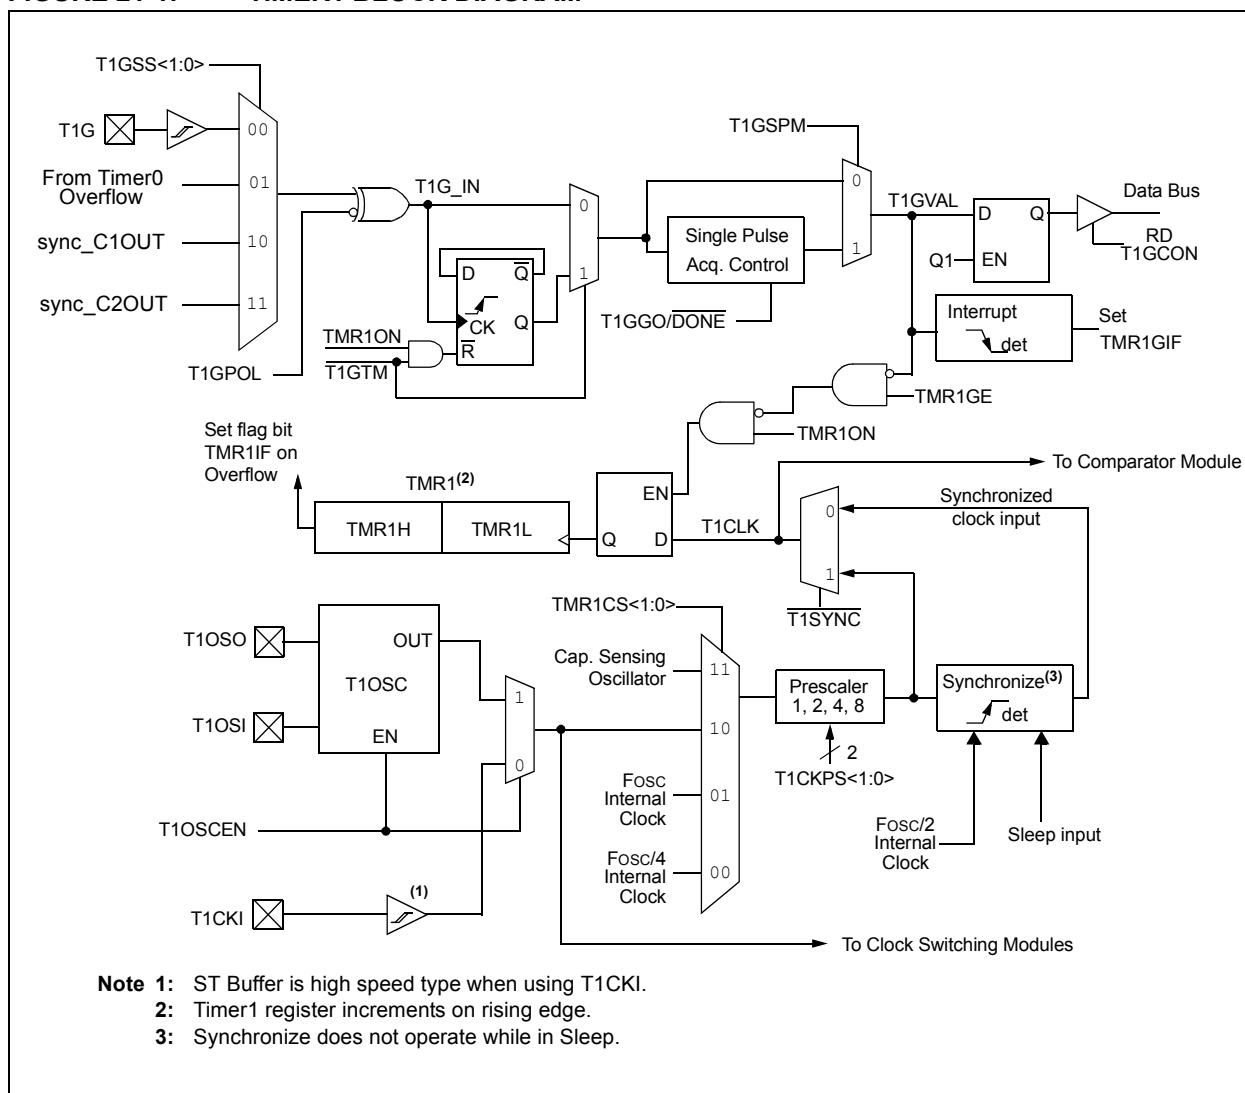 T1GSS<1:0>
T1G
00
T1GSPM
From Timer0
Overflow
01
T1G_IN
0
0
T1GVAL
D
Q
Data Bus
sync_C1OUT
10
Single Pulse
Acq. Control
1
Q1
EN
RD
T1GCON
D
Q
1
sync_C2OUT
11
CK
Q
T1GGO/DONE
Interrupt
det
Set
TMR1GIF
TMR1ON
R
T1GTM
T1GPOL
TMR1GE
TMR1ON
Set flag bit
TMR1IF on
Overflow
To Comparator Module
TMR1(2)
EN
Synchronized
clock input
0
TMR1H
TMR1L
Q
D
T1CLK
1
T1SYNC
TMR1CS<1:0>
T1OSO
OUT
Cap. Sensing
Oscillator
11
T1OSC
1
Prescaler
1, 2, 4, 8
Synchronize(3)
det
T1OSI
EN
10
2
T1CKPS<1:0>
0
FOSC
Internal
Clock
01
T1OSCEN
FOSC/2
Internal
Clock
Sleep input
FOSC/4
Internal
Clock
00
(1)
T1CKI
To Clock Switching Modules
Note 1: ST Buffer is high speed type when using T1CKI.
2: Timer1 register increments on rising edge.
3: Synchronize does not operate while in Sleep.